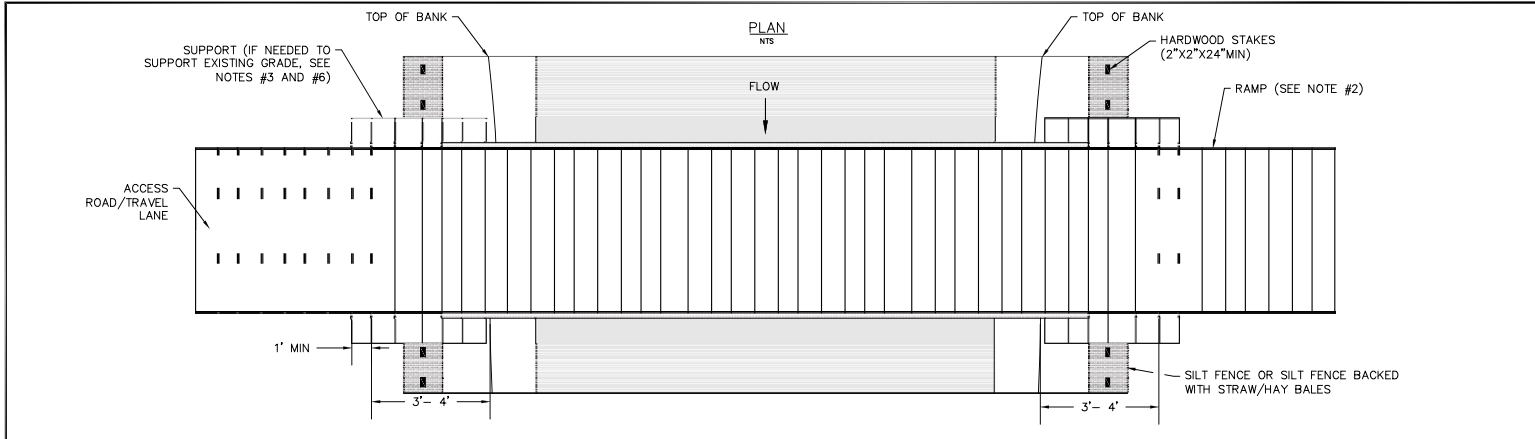 TOP OF BANK
PLAN
NTS
TOP OF BANK
SUPPORT (IF NEEDED TO
SUPPORT EXISTING GRADE, SEE
NOTES #3 AND #6)
HARDWOOD STAKES
(2"X2"X24"MIN)
FLOW
RAMP (SEE NOTE #2)
ACCESS
ROAD/TRAVEL
LANE
1' MIN
3'- 4'
3'- 4'
SILT FENCE OR SILT FENCE BACKED
WITH STRAW/HAY BALES